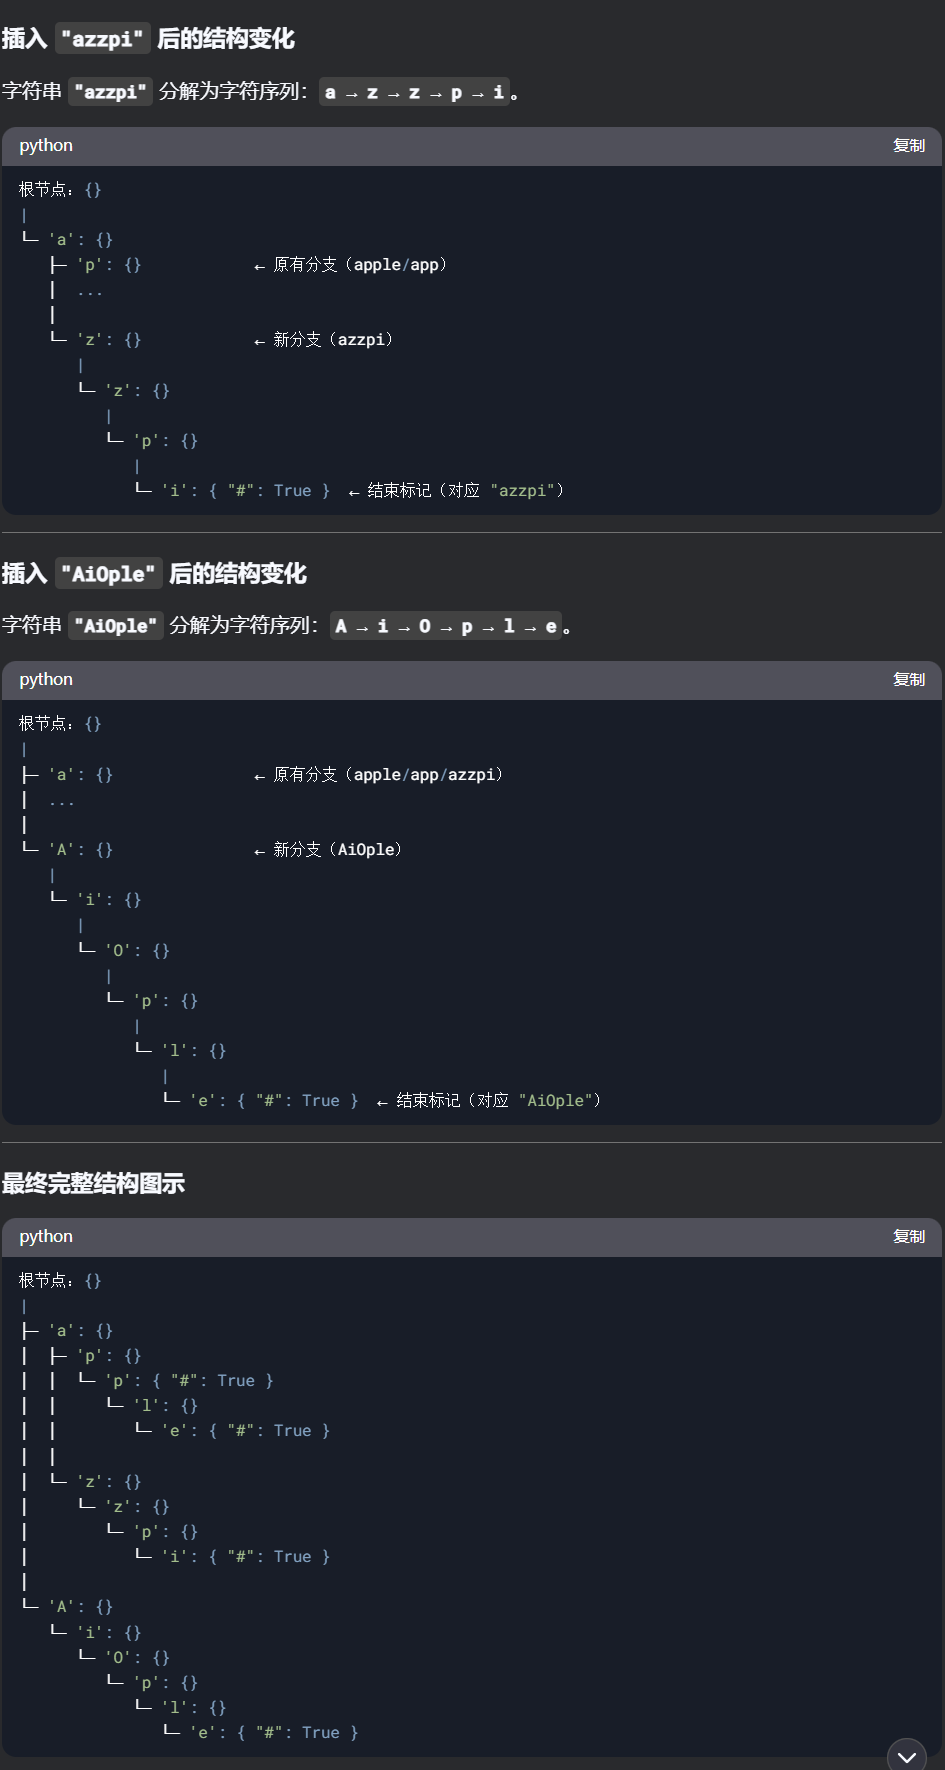 插入 "azzpi" 后的结构变化
字符串 "azzpi" 分解为字符序列：a → z → z → p → i。
python 复制
根节点：{}
|
└─ 'a': {}
   ├─ 'p': {}            ← 原有分支（apple/app）
   │  ...
   │
   └─ 'z': {}            ← 新分支（azzpi）
      |
      └─ 'z': {}
         |
         └─ 'p': {}
            |
            └─ 'i': { "#": True }  ← 结束标记（对应 "azzpi"）
插入 "AiOple" 后的结构变化
字符串 "AiOple" 分解为字符序列：A → i → O → p → l → e。
python 复制
根节点：{}
|
├─ 'a': {}               ← 原有分支（apple/app/azzpi）
│  ...
│
└─ 'A': {}               ← 新分支（AiOple）
   |
   └─ 'i': {}
      |
      └─ 'O': {}
         |
         └─ 'p': {}
            |
            └─ 'l': {}
               |
               └─ 'e': { "#": True }  ← 结束标记（对应 "AiOple"）
最终完整结构图示
python 复制
根节点：{}
|
├─ 'a': {}
│  ├─ 'p': {}
│  │  └─ 'p': { "#": True }
│  │     └─ 'l': {}
│  │        └─ 'e': { "#": True }
│  │
│  └─ 'z': {}
│     └─ 'z': {}
│        └─ 'p': {}
│           └─ 'i': { "#": True }
│
└─ 'A': {}
   └─ 'i': {}
      └─ 'O': {}
         └─ 'p': {}
            └─ 'l': {}
               └─ 'e': { "#": True }